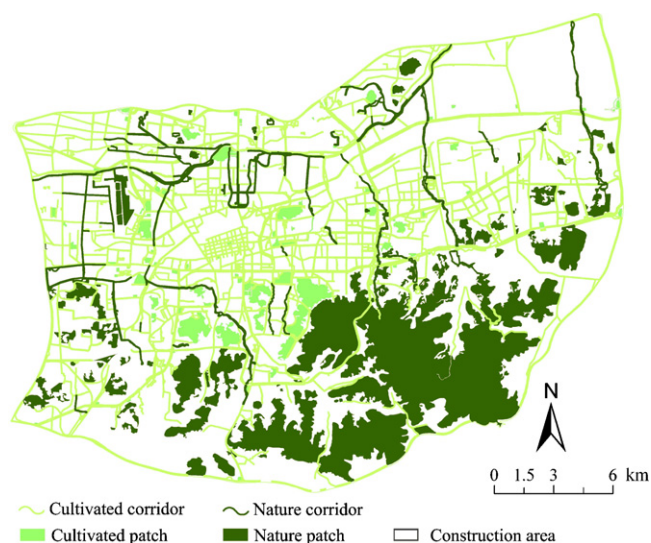 N
0 1.5 3 6 km
Cultivated corridor Nature corridor
Cultivated patch Nature patch Construction area